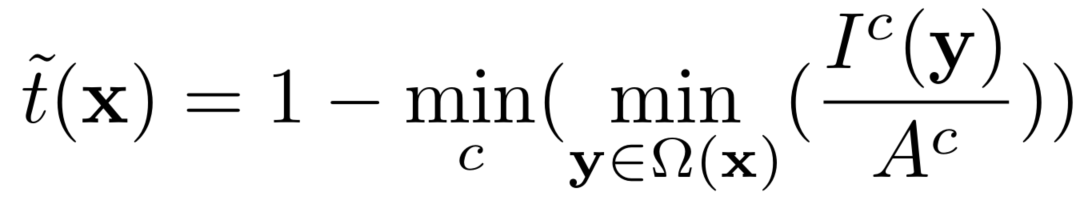 t̃(𝐱) = 1 − min_c( min_{𝐲∈Ω(𝐱)} ( I^c(𝐲) / A^c ))